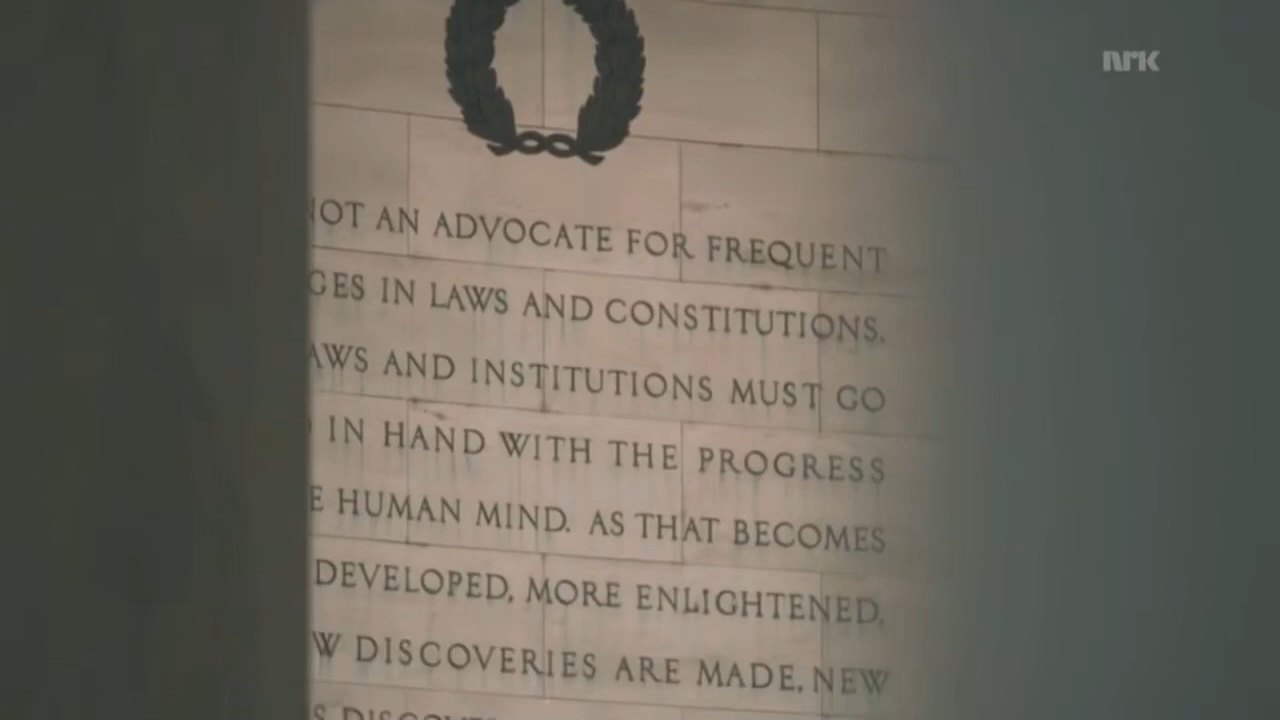 nrk
NOT AN ADVOCATE FOR FREQUENT
GES IN LAWS AND CONSTITUTIONS.
AWS AND INSTITUTIONS MUST GO
IN HAND WITH THE PROGRESS
E HUMAN MIND. AS THAT BECOMES
DEVELOPED, MORE ENLIGHTENED,
W DISCOVERIES ARE MADE, NEW